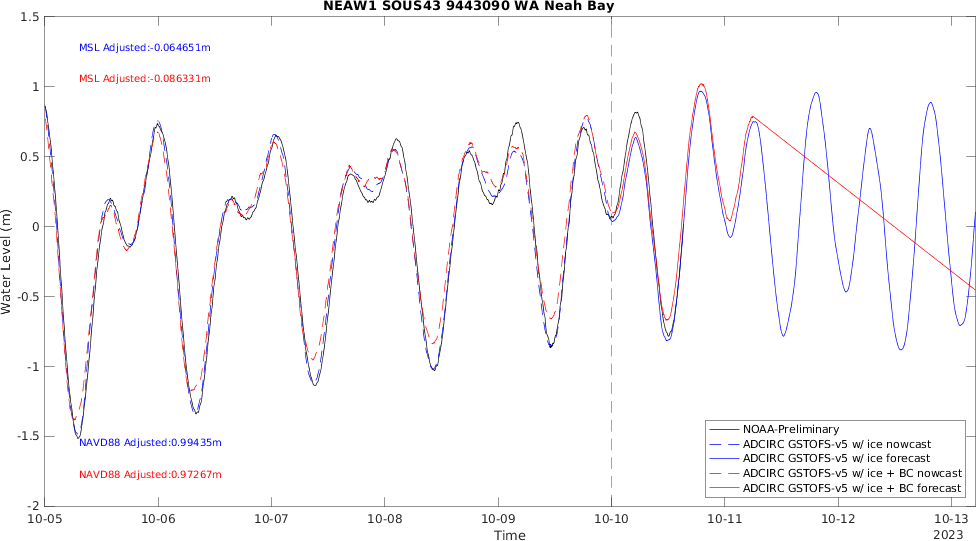 NEAW1 SOUS43 9443090 WA Neah Bay
1.5
1
0.5
0
-0.5
-1
-1.5
-2
Water Level (m)
MSL Adjusted:-0.064651m
MSL Adjusted:-0.086331m
NAVD88 Adjusted:0.99435m
NAVD88 Adjusted:0.97267m
NOAA-Preliminary
ADCIRC GSTOFS-v5 w/ ice nowcast
ADCIRC GSTOFS-v5 w/ ice forecast
ADCIRC GSTOFS-v5 w/ ice + BC nowcast
ADCIRC GSTOFS-v5 w/ ice + BC forecast
10-05 10-06 10-07 10-08 10-09 10-10 10-11 10-12 10-13
2023
Time